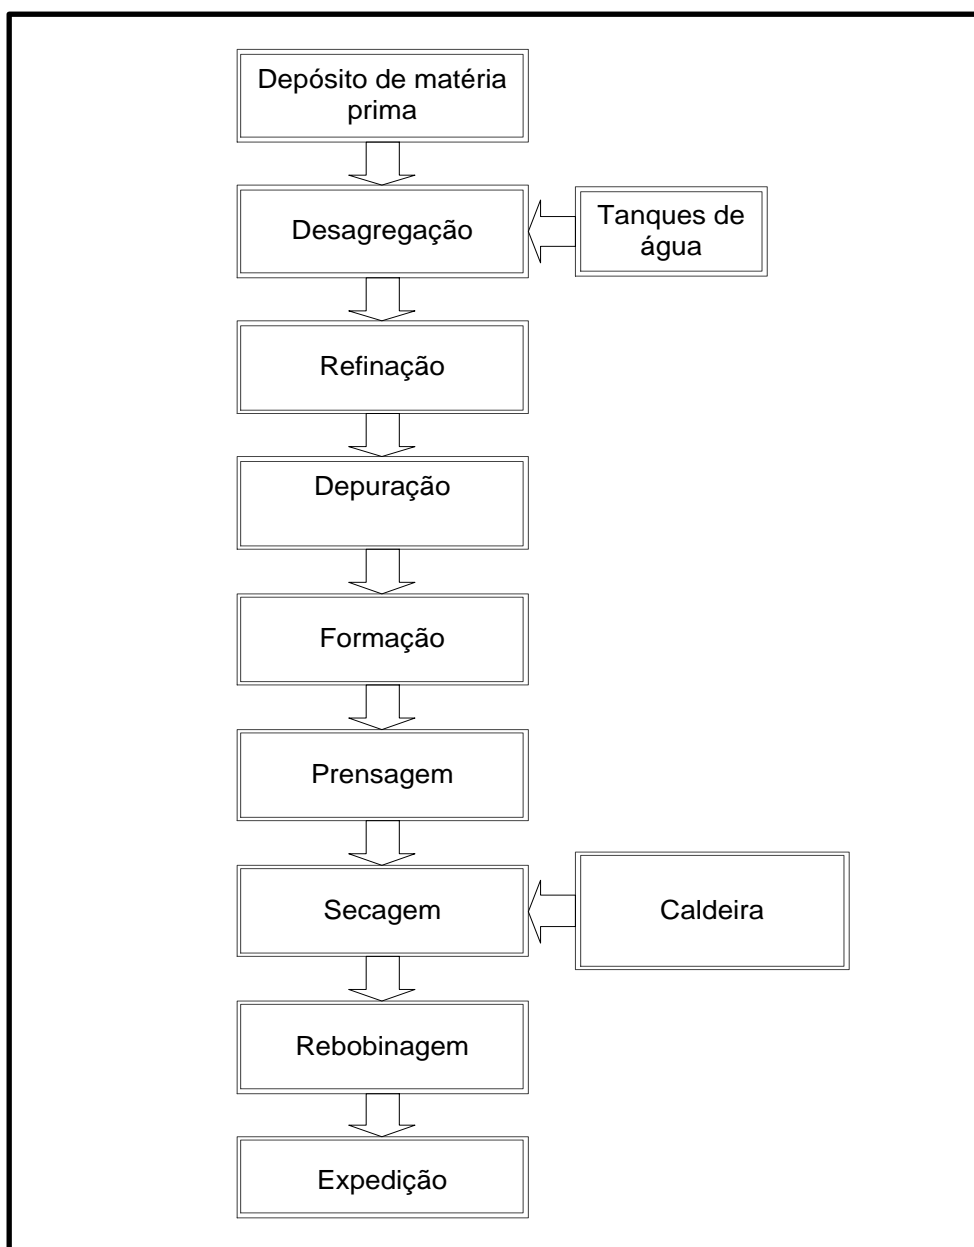 Depósito de matéria
prima
Desagregação
Tanques de
água
Refinação
Depuração
Formação
Prensagem
Secagem
Caldeira
Rebobinagem
Expedição